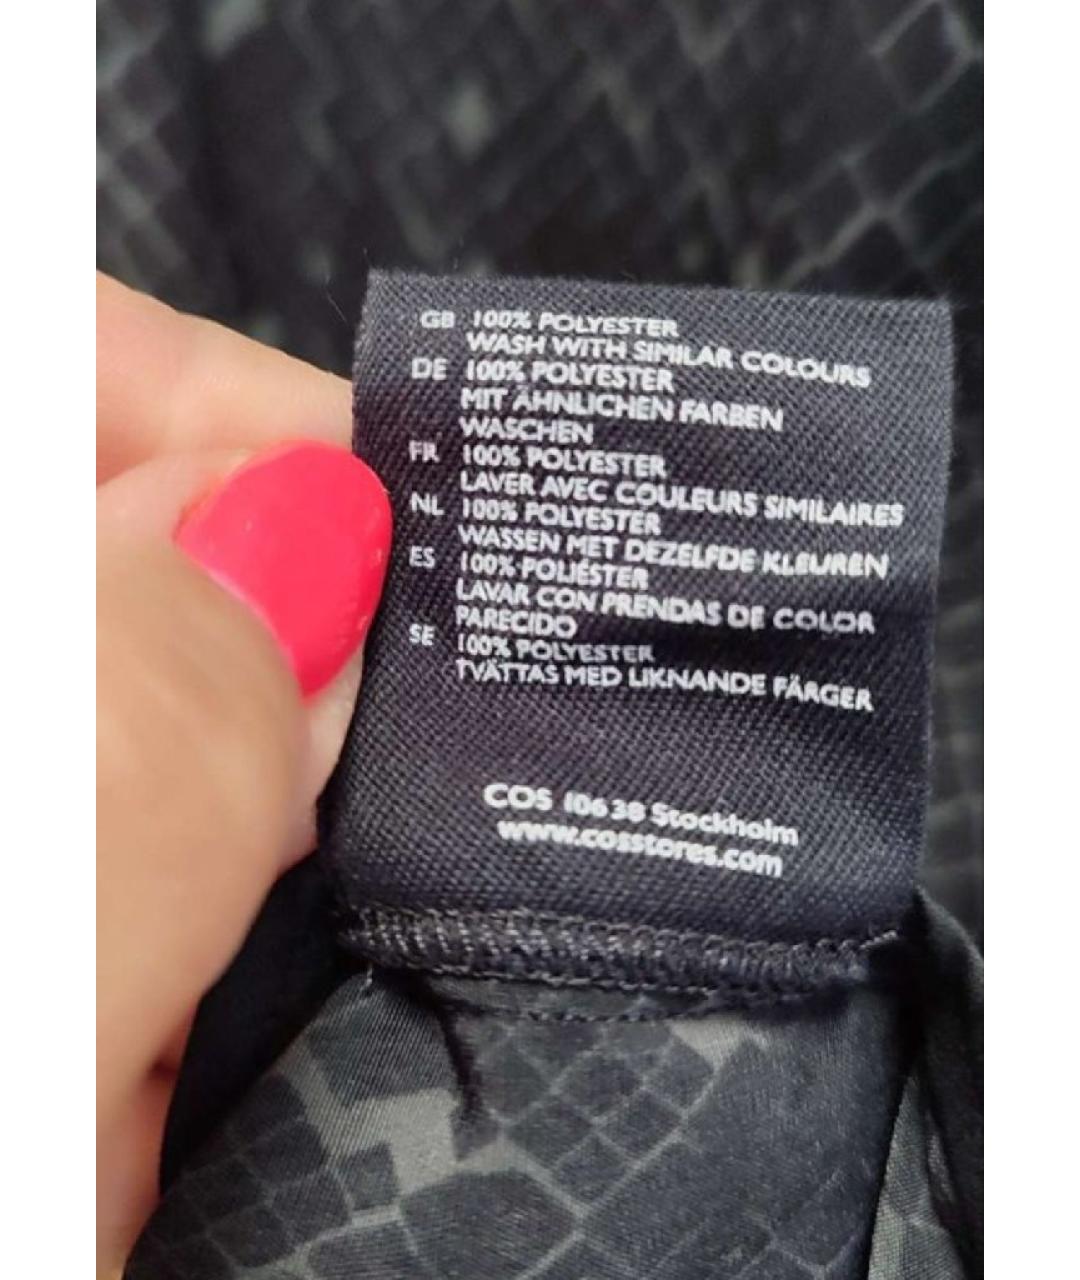 GB 100% POLYESTER
WASH WITH SIMILAR COLOURS
DE 100% POLYESTER
MIT ÄHNLICHEN FARBEN
WASCHEN
FR 100% POLYESTER
LAVER AVEC COULEURS SIMILAIRES
NL 100% POLYESTER
WASSEN MET DEZELFDE KLEUREN
ES 100% POLIÉSTER
LAVAR CON PRENDAS DE COLOR
PARECIDO
SE 100% POLYESTER
TVÄTTAS MED LIKNANDE FÄRGER
COS 106 38 Stockholm
www.cosstores.com